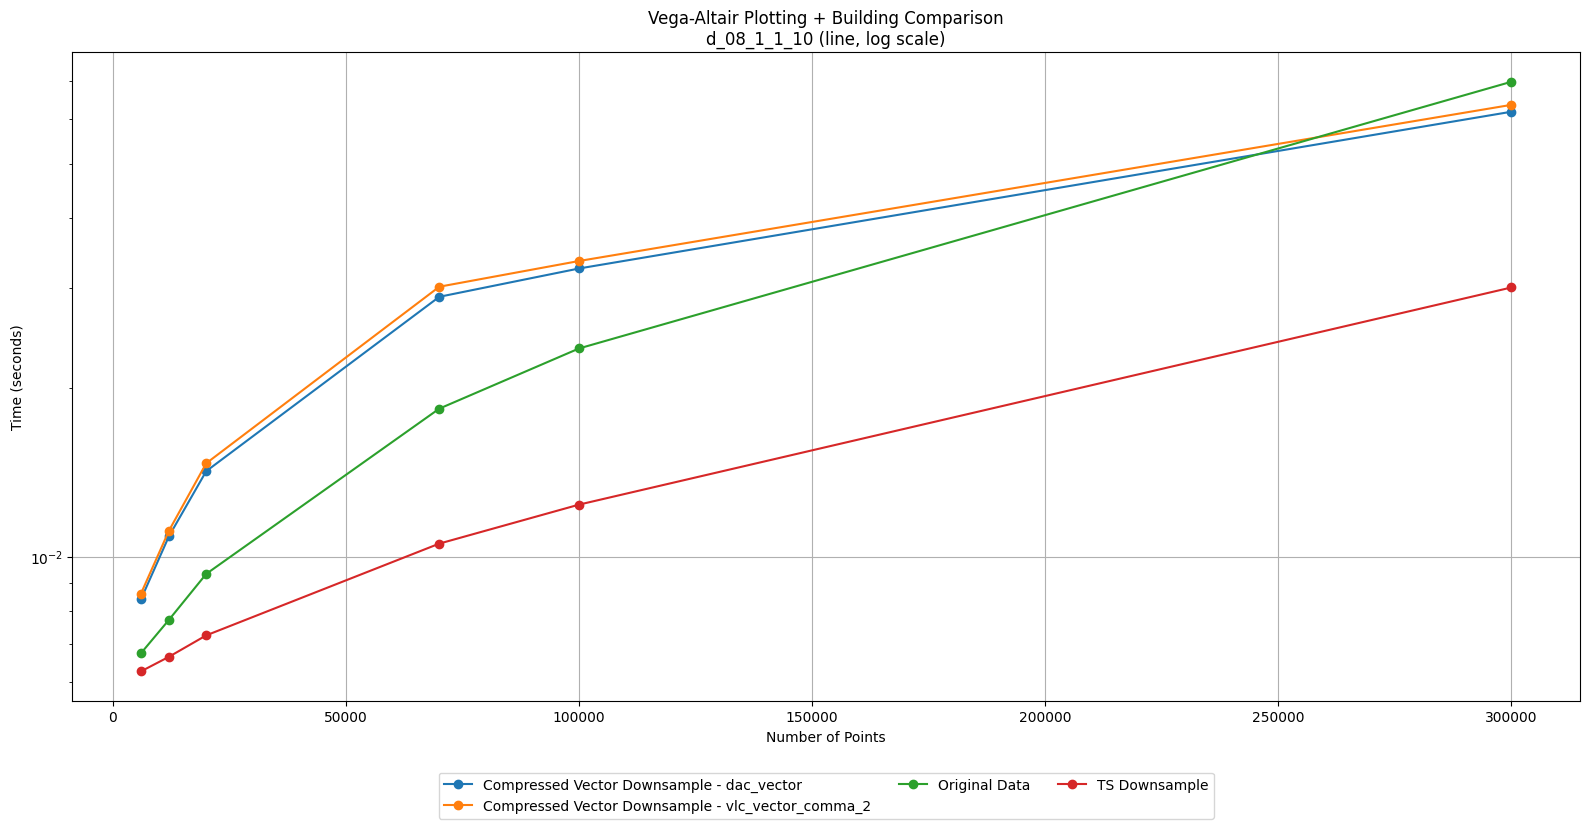 Vega-Altair Plotting + Building Comparison
d_08_1_1_10 (line, log scale)
Time (seconds)
10⁻²
0 50000 100000 150000 200000 250000 300000
Number of Points
Compressed Vector Downsample - dac_vector
Compressed Vector Downsample - vlc_vector_comma_2
Original Data
TS Downsample